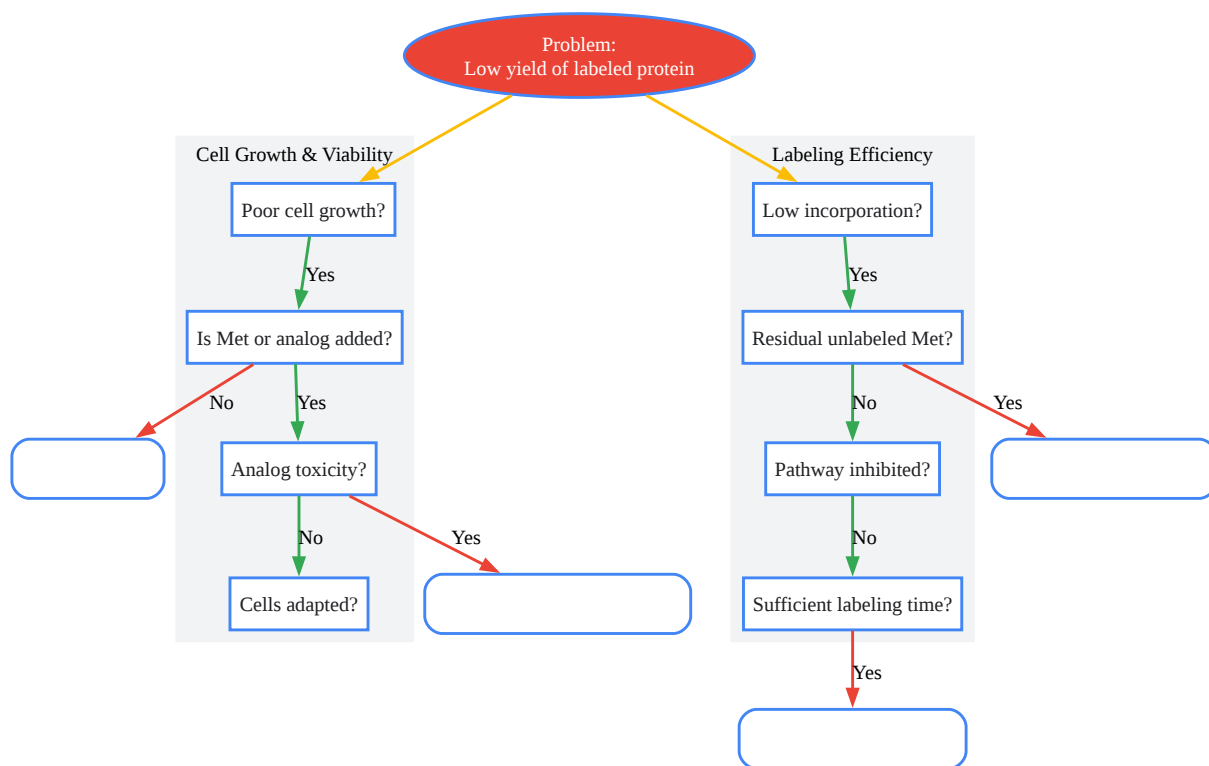 Problem:
Low yield of labeled protein
Cell Growth & Viability
Labeling Efficiency
Poor cell growth?
Low incorporation?
Yes
Yes
Is Met or analog added?
Residual unlabeled Met?
No
Yes
No
Yes
Analog toxicity?
Pathway inhibited?
No
Yes
No
Cells adapted?
Sufficient labeling time?
Yes